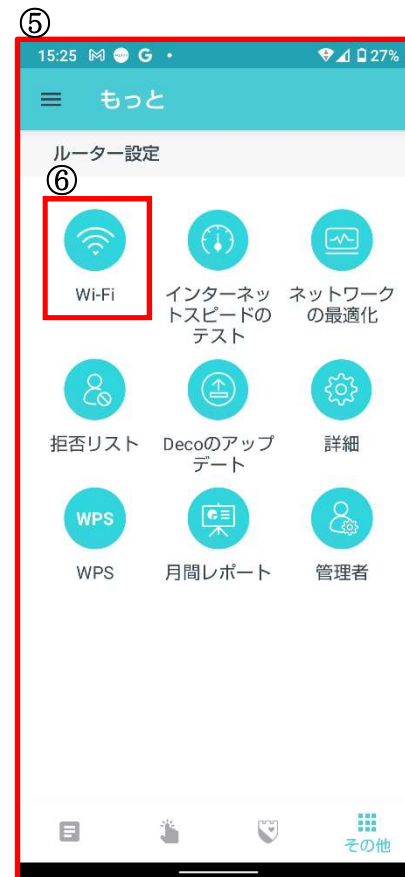 ⑤
15:25 G • 27%
もっと
ルーター設定
⑥
Wi-Fi
インターネッ
トスピードの
テスト
ネットワーク
の最適化
拒否リスト
Decoのアップ
デート
詳細
WPS
WPS
月間レポート
管理者
その他